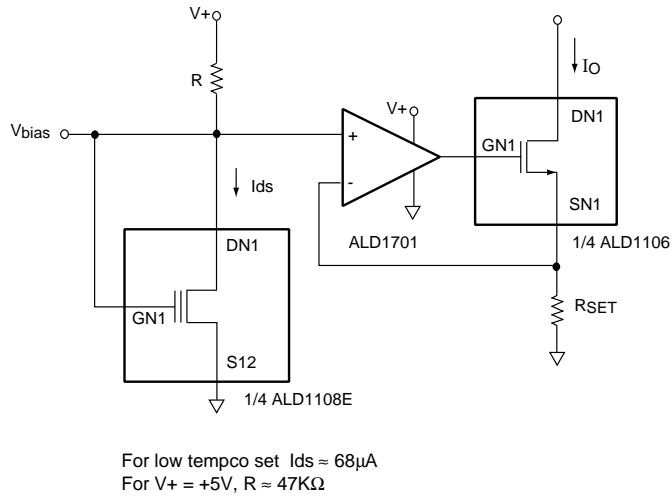 V+
R
Vbias
Ids
DN1
GN1
S12
1/4 ALD1108E
V+
+
-
ALD1701
IO
DN1
GN1
SN1
1/4 ALD1106
RSET
For low tempco set Ids ≈ 68µA
For V+ = +5V, R ≈ 47KΩ